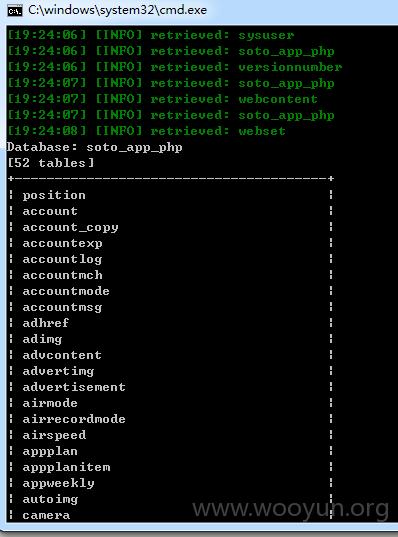 C:\windows\system32\cmd.exe
[19:24:06] [INFO] retrieved: sysuser
[19:24:06] [INFO] retrieved: soto_app_php
[19:24:06] [INFO] retrieved: versionnumber
[19:24:07] [INFO] retrieved: soto_app_php
[19:24:07] [INFO] retrieved: webcontent
[19:24:07] [INFO] retrieved: soto_app_php
[19:24:08] [INFO] retrieved: webset
Database: soto_app_php
[52 tables]
+---------------------------------------+
| position |
| account |
| account_copy |
| accountexp |
| accountlog |
| accountmch |
| accountmode |
| accountmsg |
| adhref |
| adimg |
| advcontent |
| advertimg |
| advertisement |
| airmode |
| airrecordmode |
| airspeed |
| appplan |
| appplanitem |
| appweekly |
| autoimg |
| camera |
www.wooyun.org